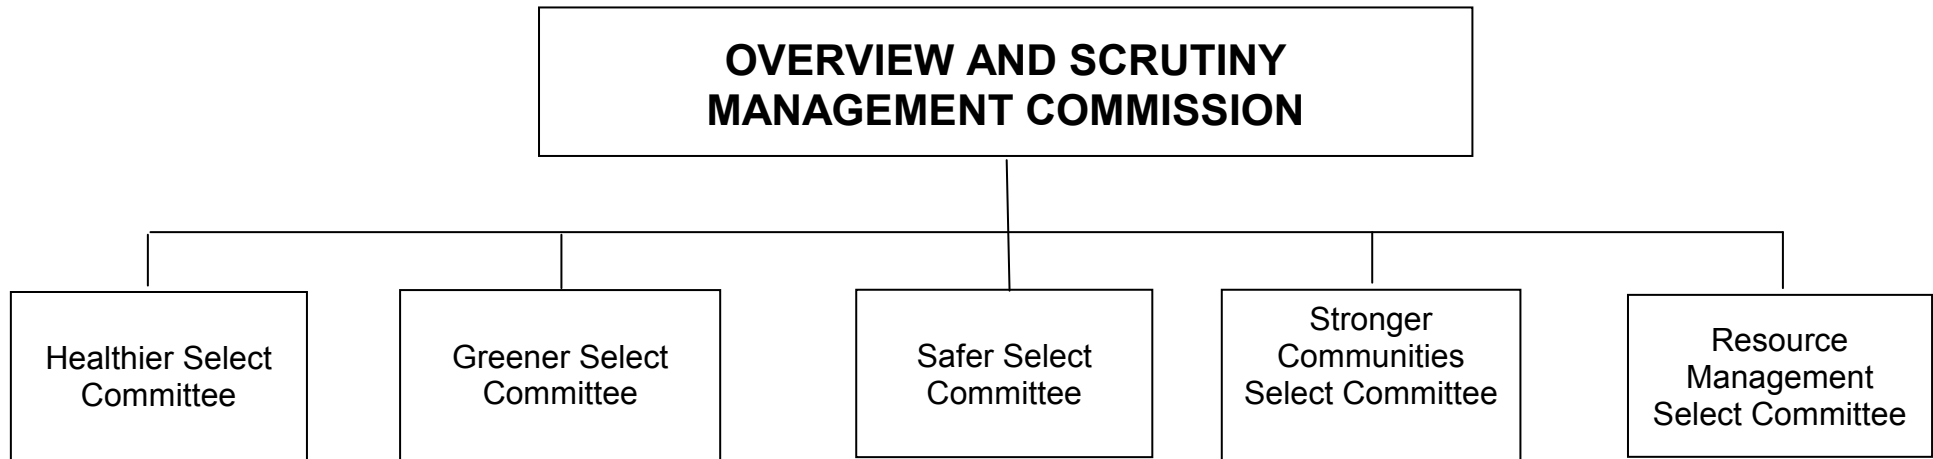 OVERVIEW AND SCRUTINY
MANAGEMENT COMMISSION
Healthier Select
Committee
Greener Select
Committee
Safer Select
Committee
Stronger
Communities
Select Committee
Resource
Management
Select Committee